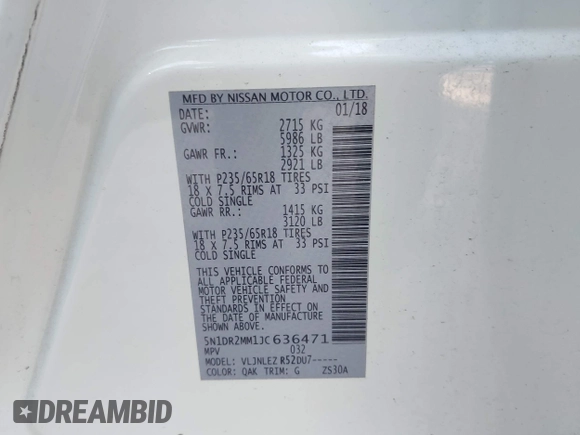 MFD BY NISSAN MOTOR CO., LTD.
DATE: 01/18
GVWR: 2715 KG
5986 LB
GAWR FR.: 1325 KG
2921 LB
WITH P235/65R18 TIRES
18 X 7.5 RIMS AT 33 PSI
COLD SINGLE
GAWR RR.: 1415 KG
3120 LB
WITH P235/65R18 TIRES
18 X 7.5 RIMS AT 33 PSI
COLD SINGLE
THIS VEHICLE CONFORMS TO
ALL APPLICABLE FEDERAL
MOTOR VEHICLE SAFETY AND
THEFT PREVENTION
STANDARDS IN EFFECT ON
THE DATE OF MANUFACTURE
SHOWN ABOVE.
5N1DR2MM1JC636471
MPV 032
MODEL: VLJNLEZ R52DU7-----
COLOR: QAK TRIM: G ZS30A
DREAMBID